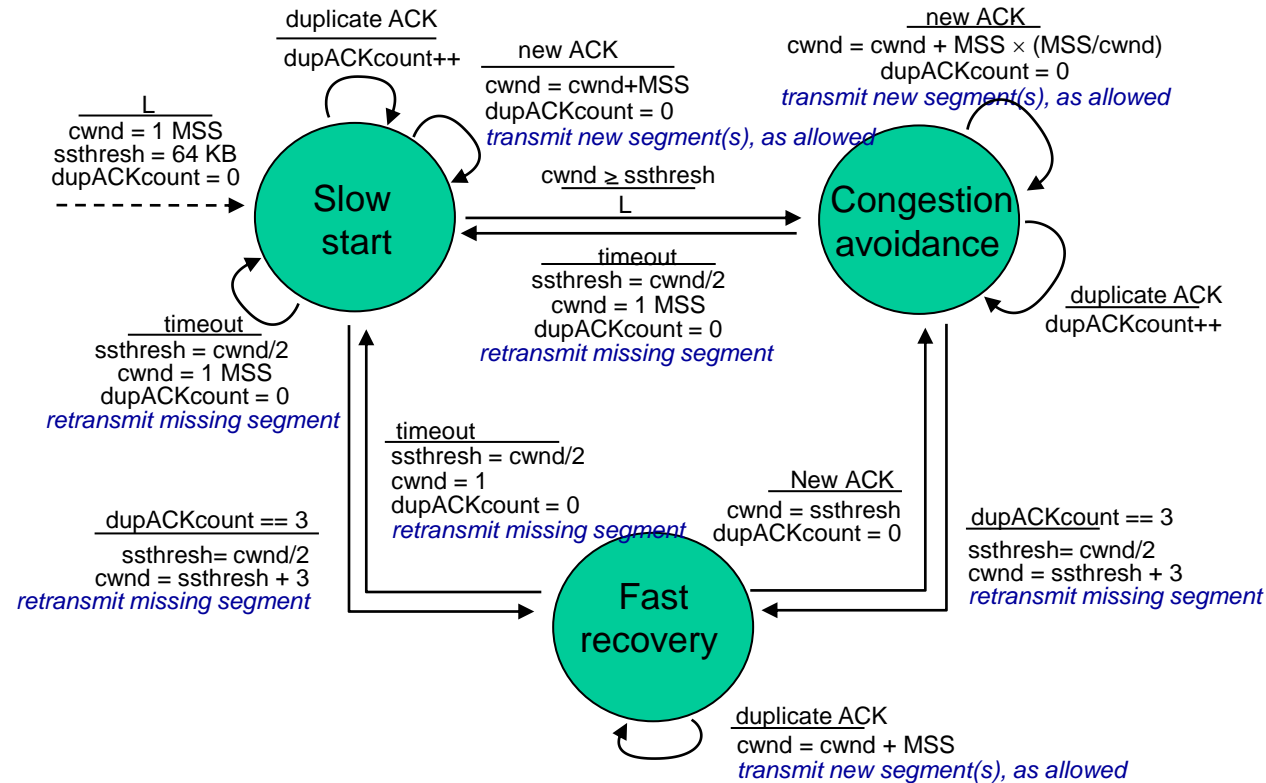 duplicate ACK
dupACKcount++
new ACK
cwnd = cwnd+MSS
dupACKcount = 0
transmit new segment(s), as allowed
new ACK
cwnd = cwnd + MSS × (MSS/cwnd)
dupACKcount = 0
transmit new segment(s), as allowed
L
cwnd = 1 MSS
ssthresh = 64 KB
dupACKcount = 0
Slow
start
cwnd ≥ ssthresh
L
Congestion
avoidance
timeout
ssthresh = cwnd/2
cwnd = 1 MSS
dupACKcount = 0
retransmit missing segment
duplicate ACK
dupACKcount++
timeout
ssthresh = cwnd/2
cwnd = 1 MSS
dupACKcount = 0
retransmit missing segment
timeout
ssthresh = cwnd/2
cwnd = 1
dupACKcount = 0
retransmit missing segment
New ACK
cwnd = ssthresh
dupACKcount = 0
dupACKcount == 3
ssthresh= cwnd/2
cwnd = ssthresh + 3
retransmit missing segment
dupACKcount == 3
ssthresh= cwnd/2
cwnd = ssthresh + 3
retransmit missing segment
Fast
recovery
duplicate ACK
cwnd = cwnd + MSS
transmit new segment(s), as allowed